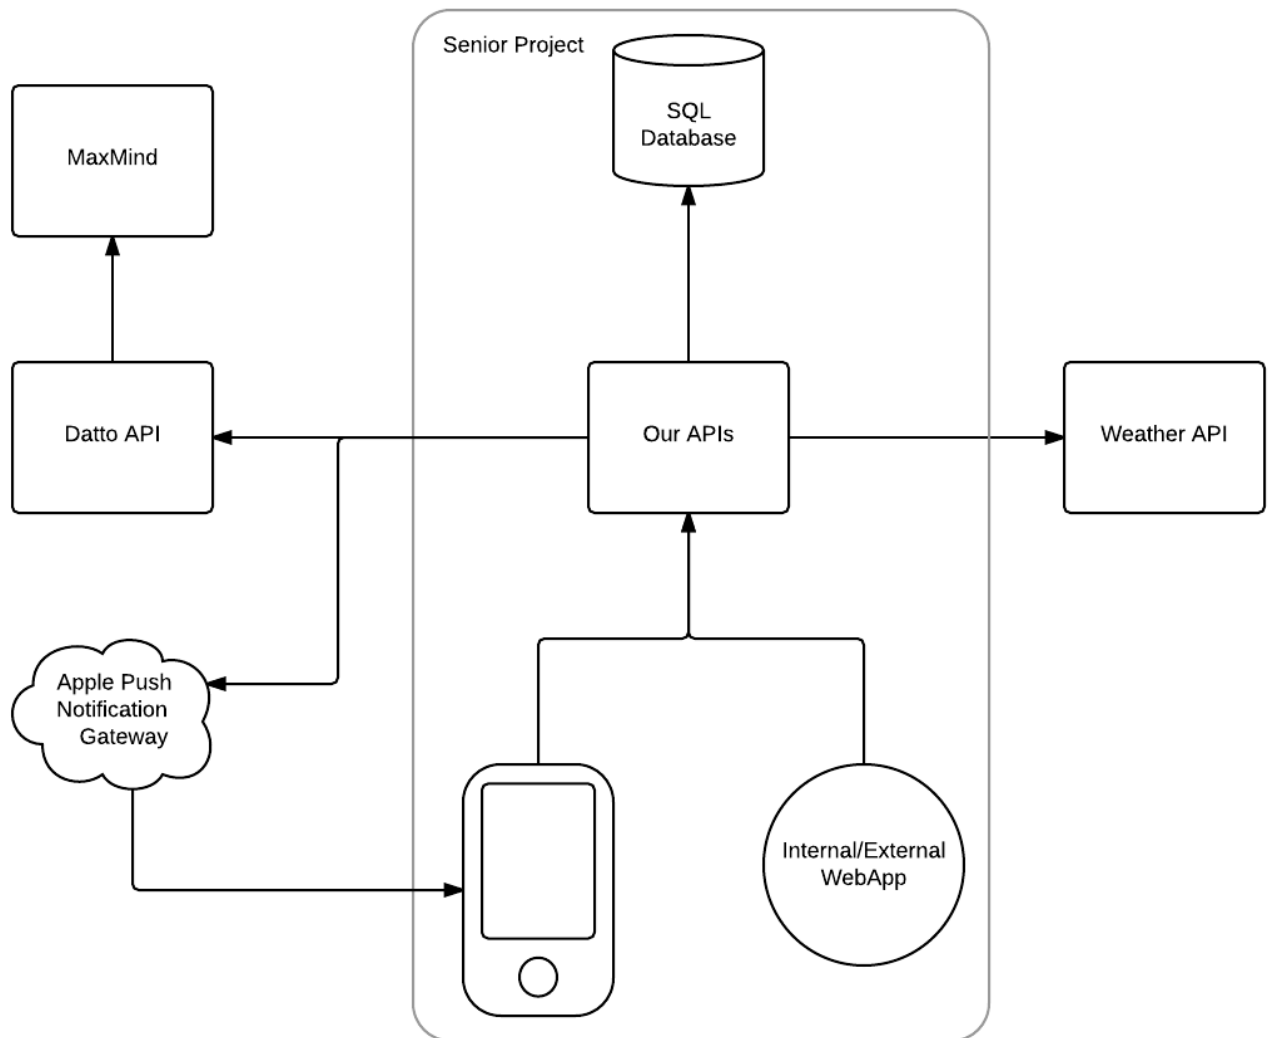 Senior Project
SQL
Database
MaxMind
Datto API
Our APIs
Weather API
Apple Push
Notification
Gateway
Internal/External
WebApp